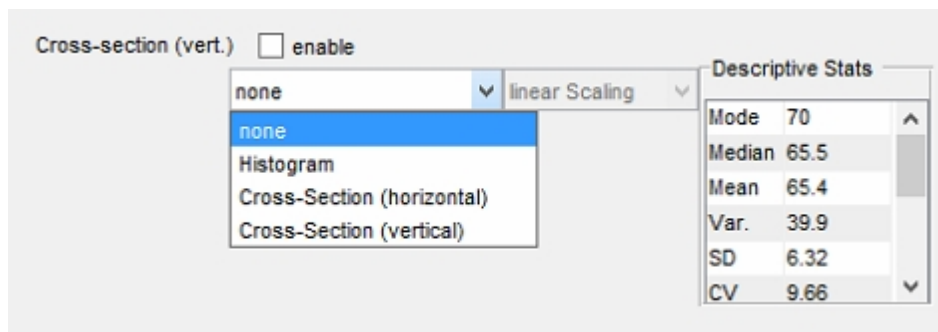 Cross-section (vert.) enable
none linear Scaling
none
Histogram
Cross-Section (horizontal)
Cross-Section (vertical)
Descriptive Stats
Mode 70
Median 65.5
Mean 65.4
Var. 39.9
SD 6.32
CV 9.66